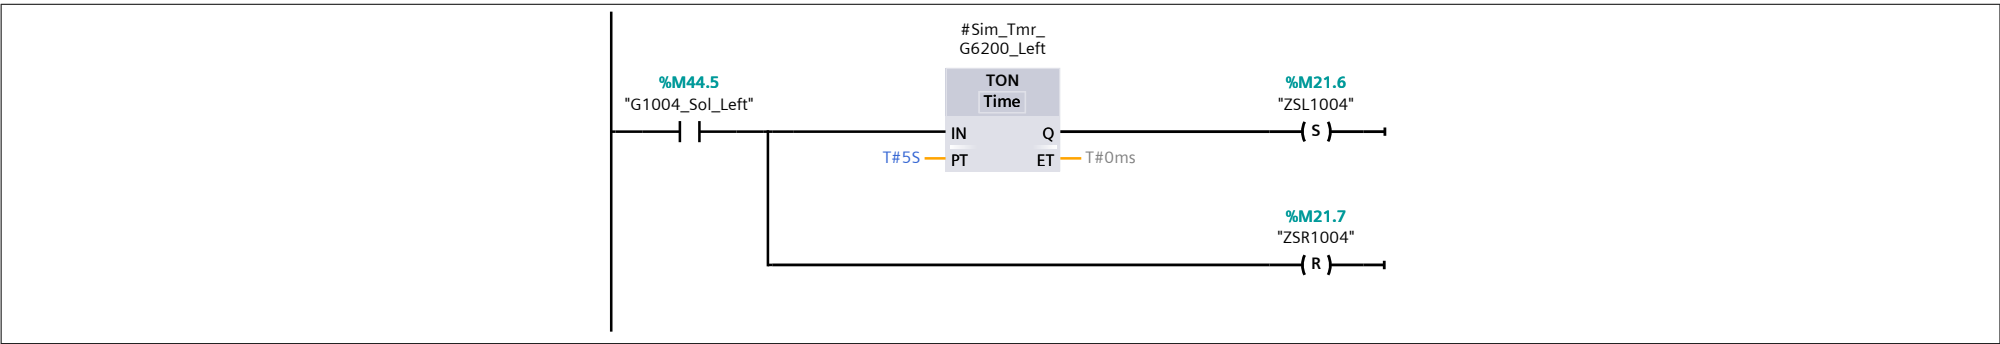 #Sim_Tmr_
G6200_Left
%M44.5
"G1004_Sol_Left"
TON
Time
%M21.6
"ZSL1004"
IN
Q
S
T#5S
PT
ET
T#0ms
%M21.7
"ZSR1004"
R